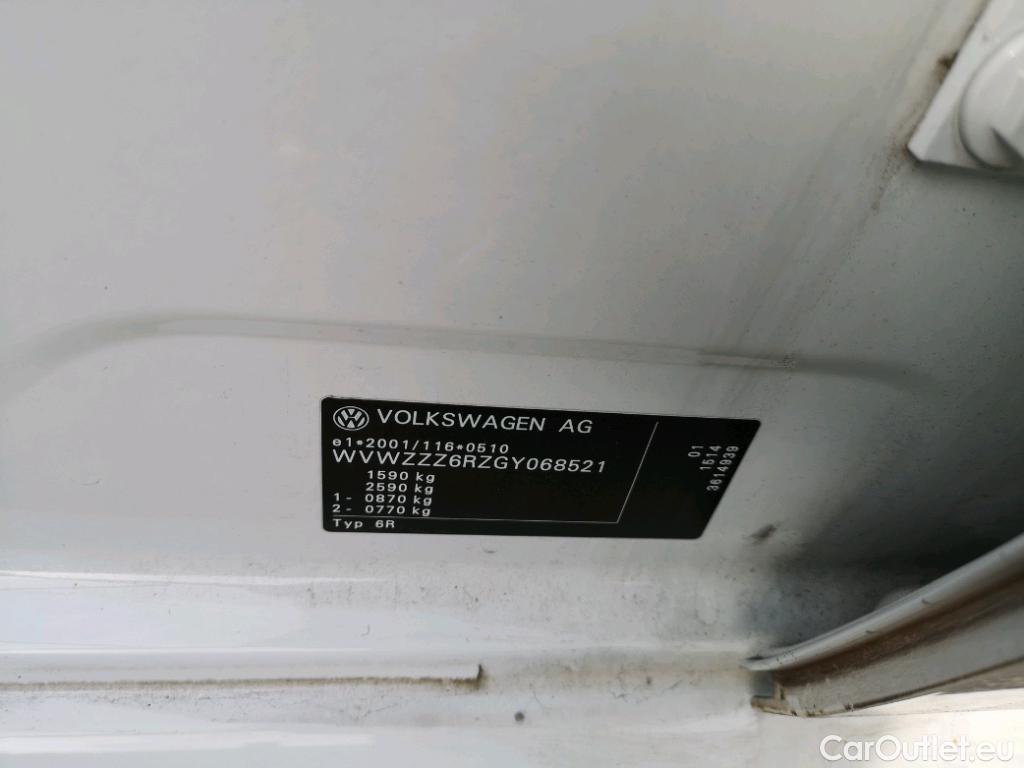 VOLKSWAGEN AG
e1*2001/116*0510
WVWZZZ6RZGY068521
1590 kg
2590 kg
1- 0870 kg
2- 0770 kg
Typ 6R
01
1514
3614939
CarOutlet.eu